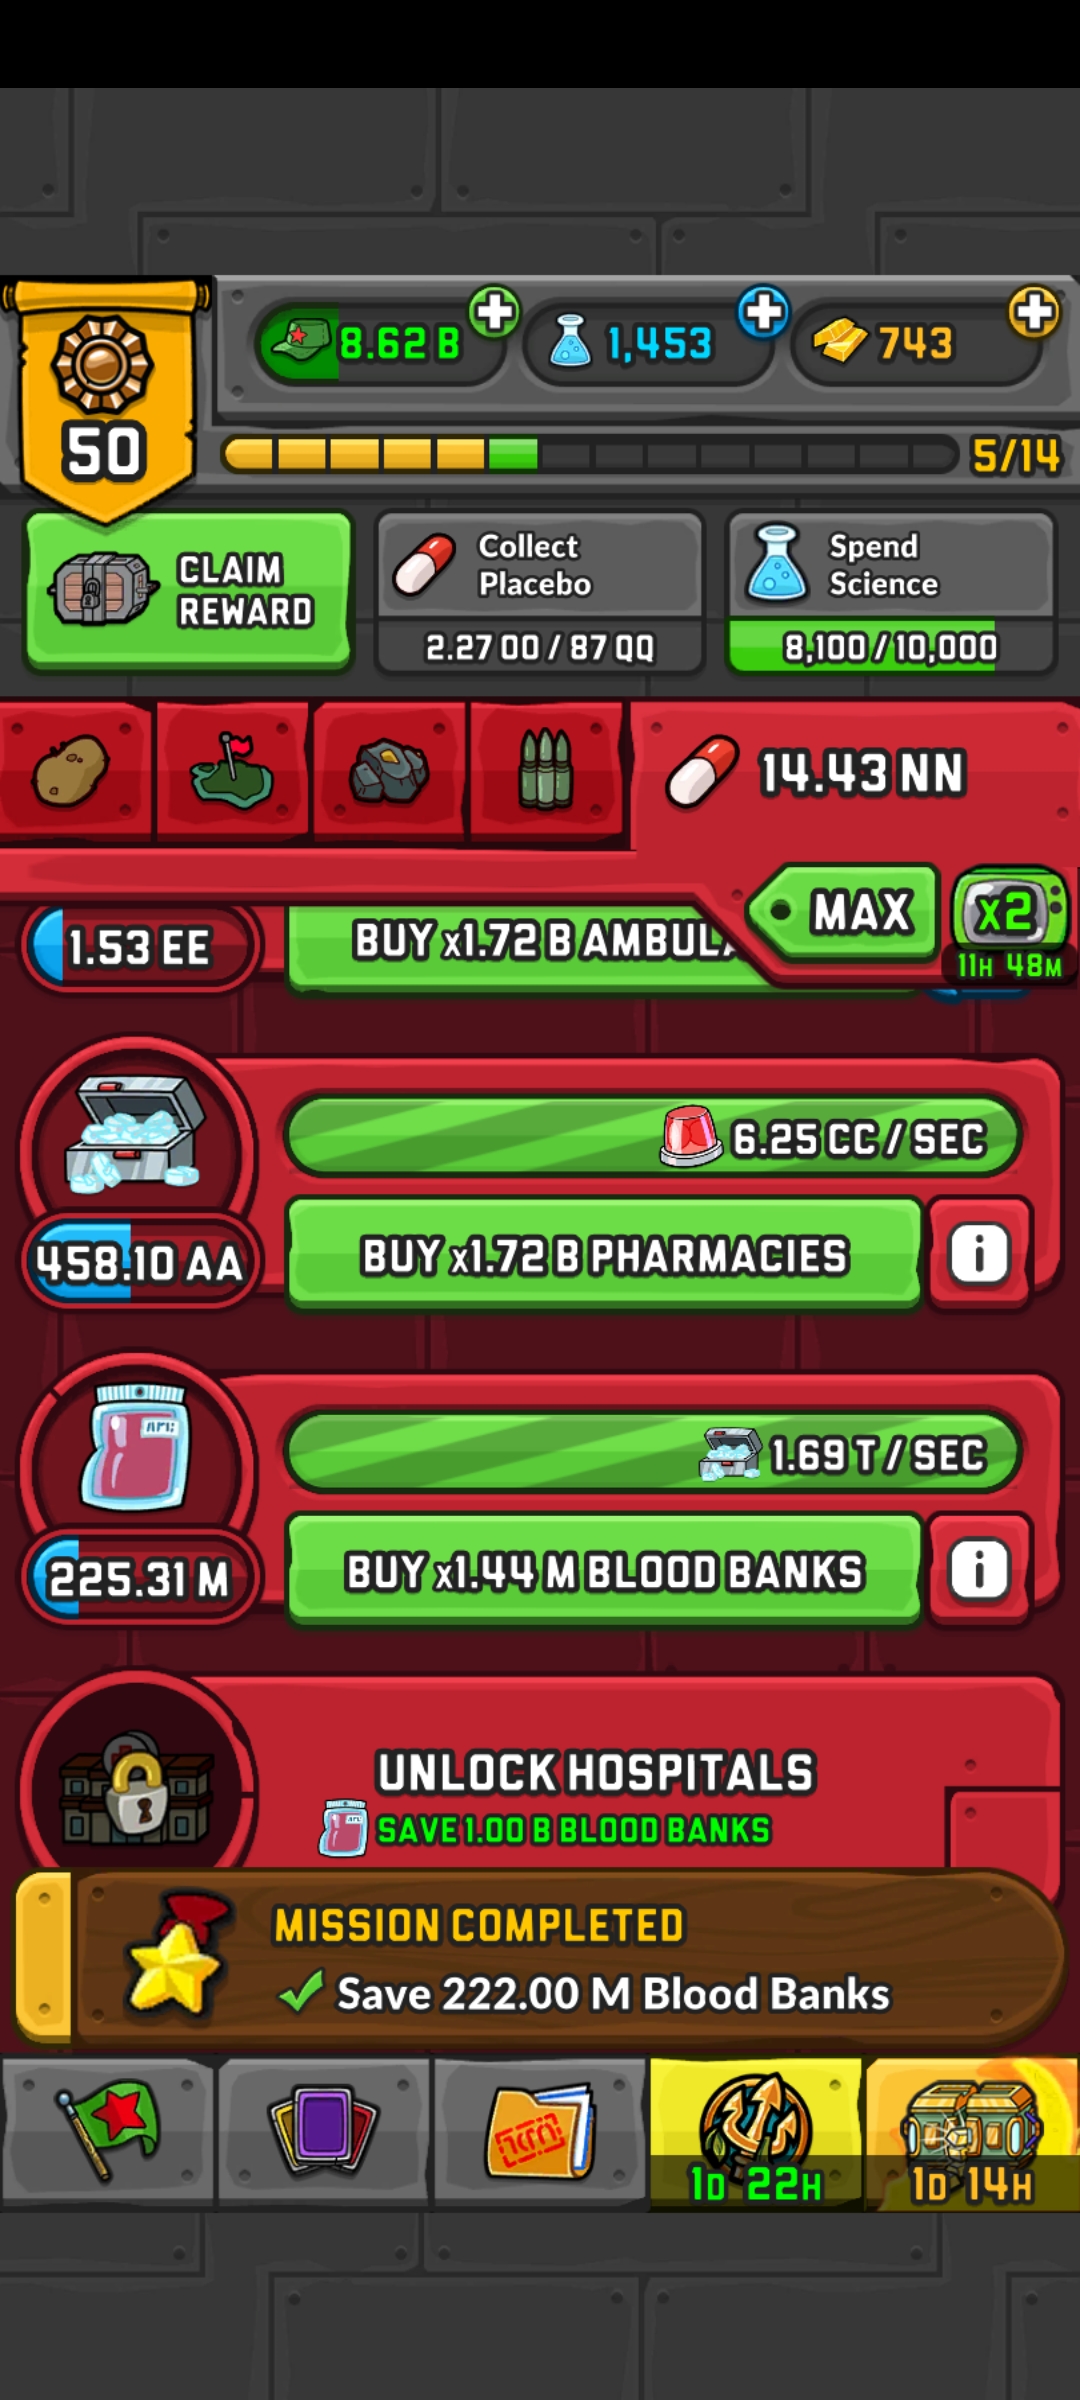 8.62 B
1,453
743
50
5/14
CLAIM
REWARD
Collect
Placebo
2.27 OO / 87 QQ
Spend
Science
8,100 / 10,000
14.43 NN
MAX
x2
11H 48M
1.53 EE
BUY x1.72 B
6.25 CC / SEC
458.10 AA
BUY x1.72 B PHARMACIES
i
1.69 T / SEC
225.31 M
BUY x1.44 M BLOOD BANKS
i
UNLOCK HOSPITALS
SAVE 1.00 B BLOOD BANKS
MISSION COMPLETED
Save 222.00 M Blood Banks
1D 22H
1D 14H